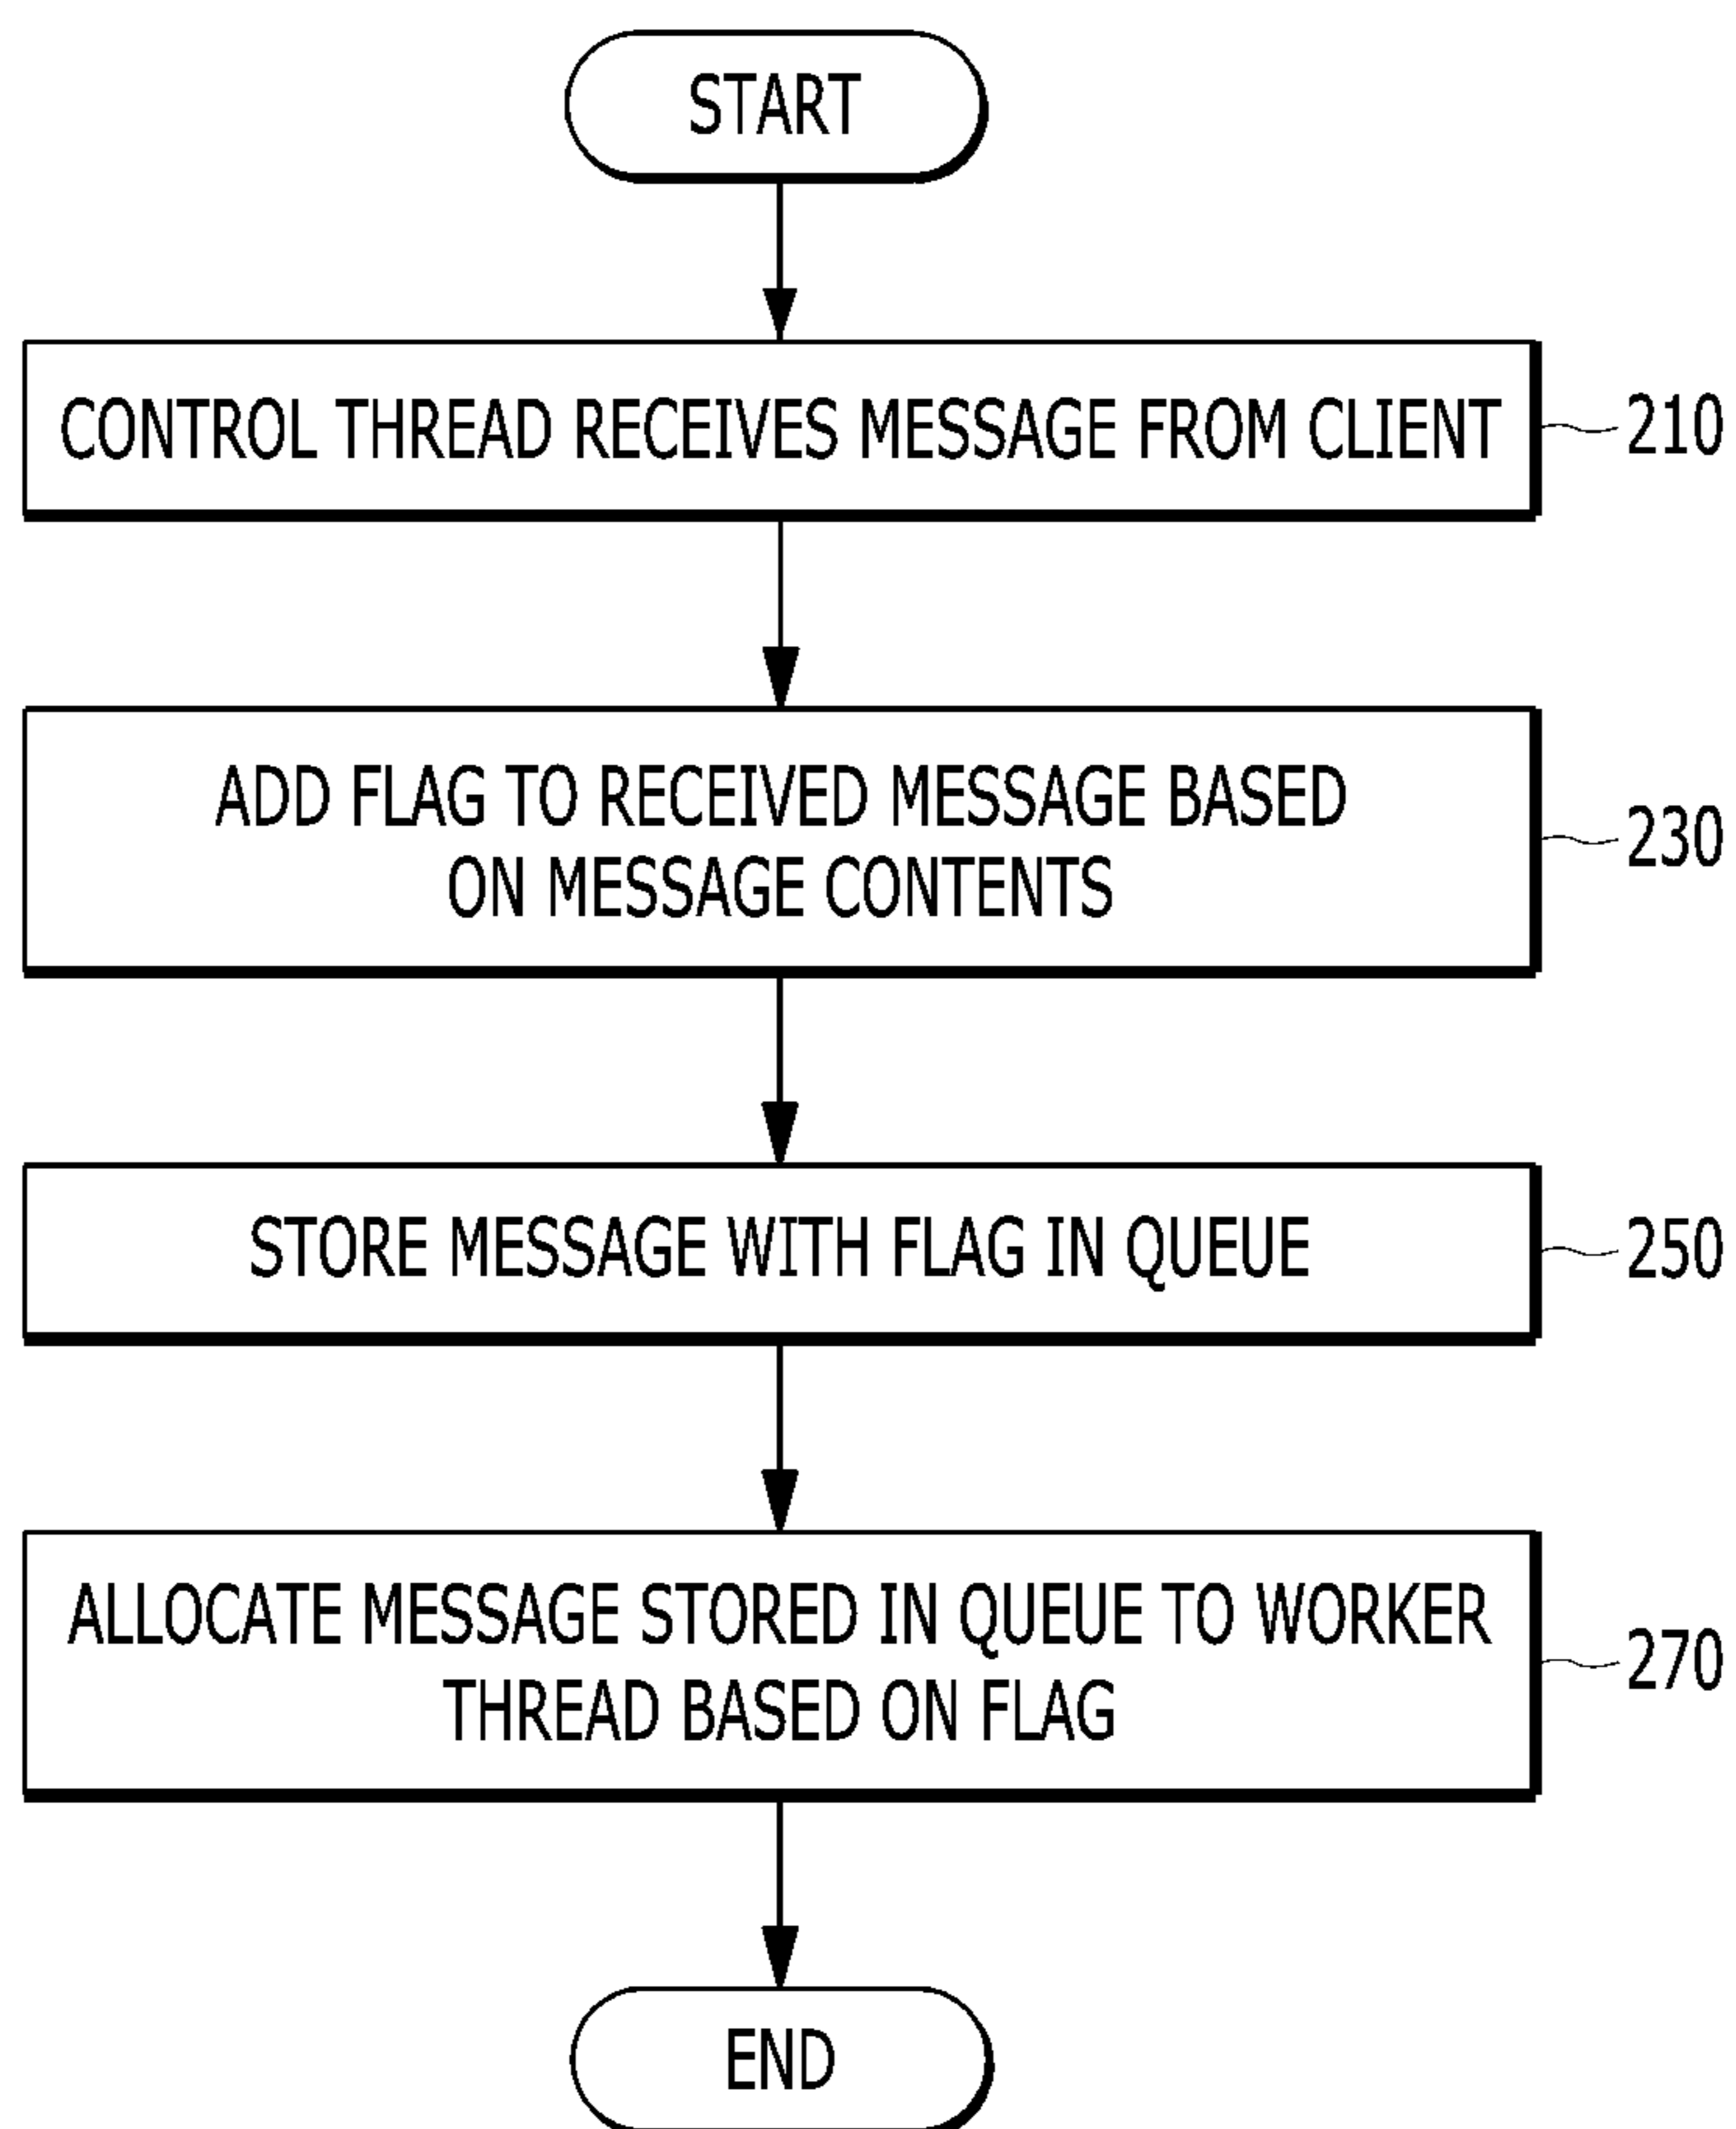 START
CONTROL THREAD RECEIVES MESSAGE FROM CLIENT
210
ADD FLAG TO RECEIVED MESSAGE BASED
ON MESSAGE CONTENTS
230
STORE MESSAGE WITH FLAG IN QUEUE
250
ALLOCATE MESSAGE STORED IN QUEUE TO WORKER
THREAD BASED ON FLAG
270
END